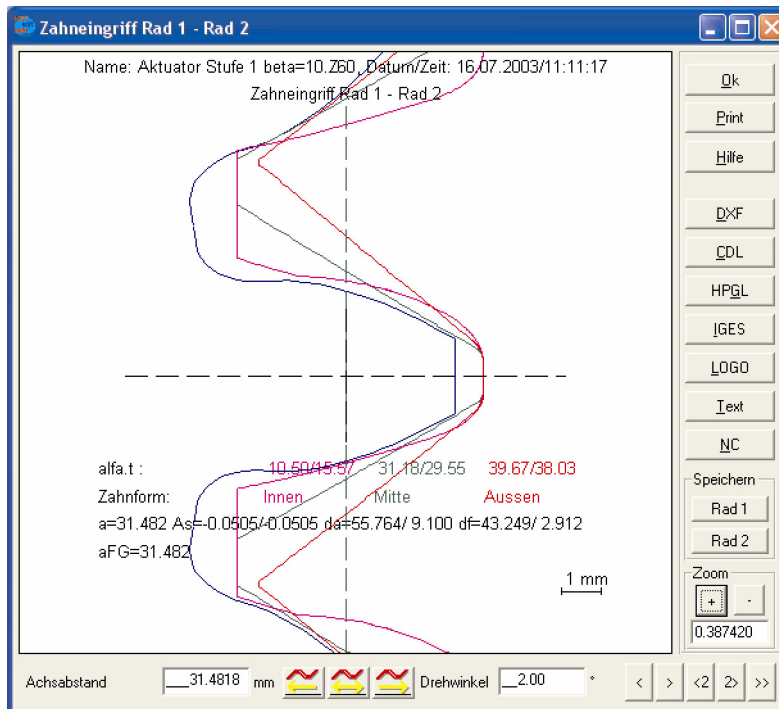 Zahneingriff Rad 1 - Rad 2
Name: Aktuator Stufe 1 beta=10.Z60, Datum/Zeit: 16.07.2003/11:11:17
Zahneingriff Rad 1 - Rad 2
alfa.t : 10.50/15.57 31.18/29.55 39.67/38.03
Zahnform: Innen Mitte Aussen
a=31.482 As=-0.0505/-0.0505 da=55.764/ 9.100 df=43.249/ 2.912
aFG=31.482
1 mm
Ok
Print
Hilfe
DXF
CDL
HPGL
IGES
LOGO
Text
NC
Speichern
Rad 1
Rad 2
Zoom
+ -
0.387420
Achsabstand __31.4818 mm Drehwinkel __2.00 ° < > <2 2> >>